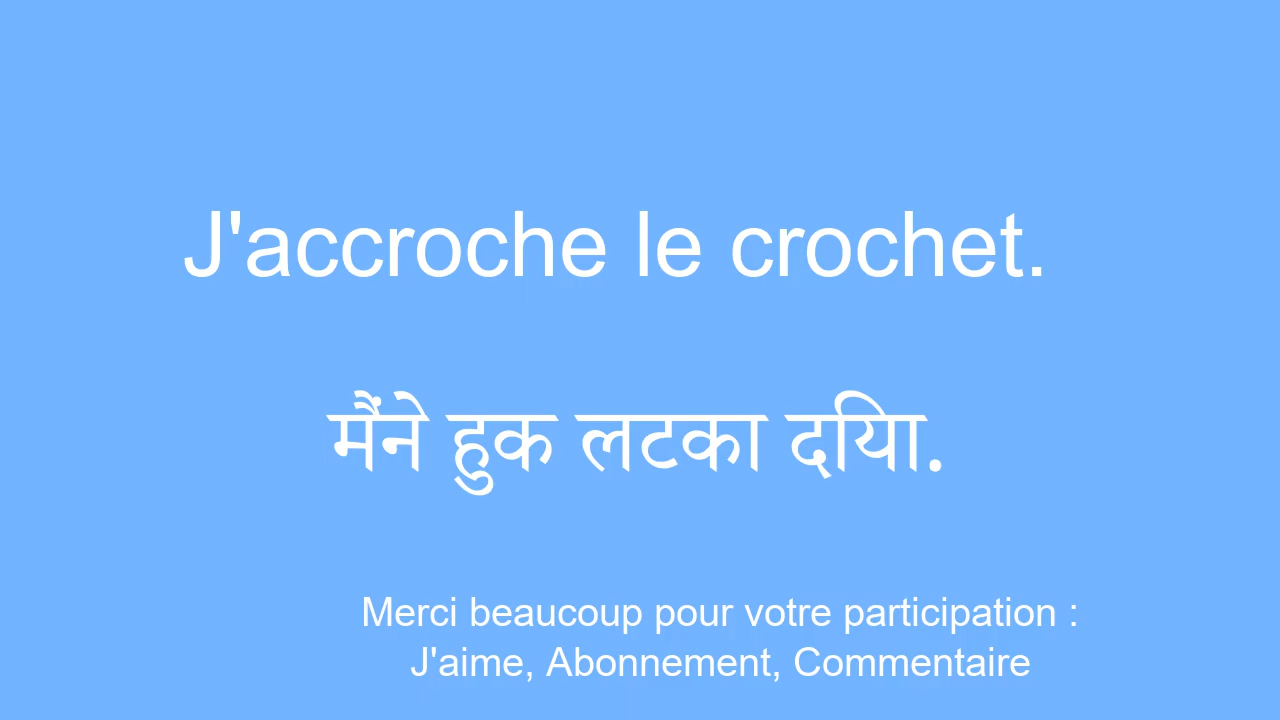 J'accroche le crochet.
मैंने हुक लटका दिया.
Merci beaucoup pour votre participation :
J'aime, Abonnement, Commentaire